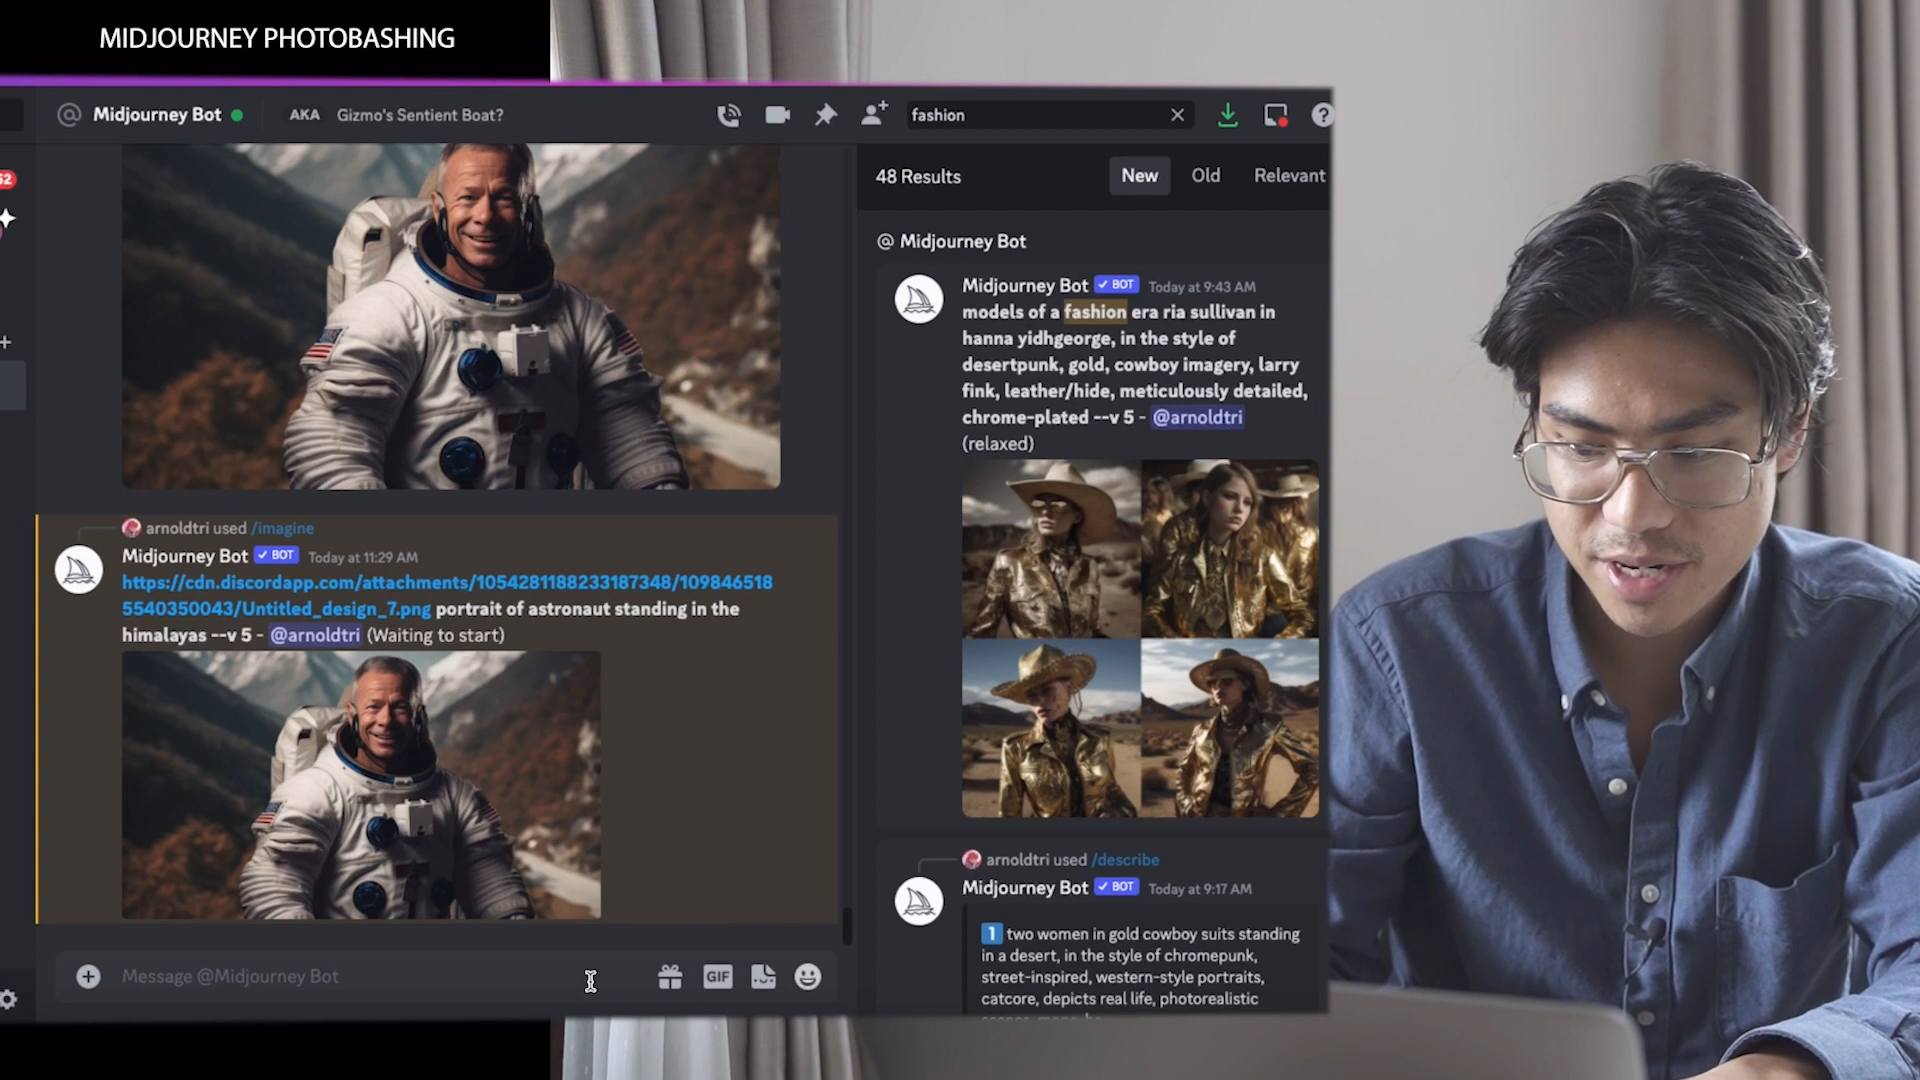 MIDJOURNEY PHOTOBASHING
Midjourney Bot
AKA Gizmo's Sentient Boat?
fashion
52
48 Results
New
Old
Relevant
@ Midjourney Bot
Midjourney Bot ✓ BOT Today at 9:43 AM
models of a fashion era ria sullivan in
hanna yidhgeorge, in the style of
desertpunk, gold, cowboy imagery, larry
fink, leather/hide, meticulously detailed,
chrome-plated --v 5 - @arnoldtri
(relaxed)
arnoldtri used /imagine
Midjourney Bot ✓ BOT Today at 11:29 AM
https://cdn.discordapp.com/attachments/1054281188233187348/109846518
5540350043/Untitled_design_7.png portrait of astronaut standing in the
himalayas --v 5 - @arnoldtri (Waiting to start)
arnoldtri used /describe
Midjourney Bot ✓ BOT Today at 9:17 AM
1 two women in gold cowboy suits standing
in a desert, in the style of chromepunk,
street-inspired, western-style portraits,
catcore, depicts real life, photorealistic
Message @Midjourney Bot
GIF